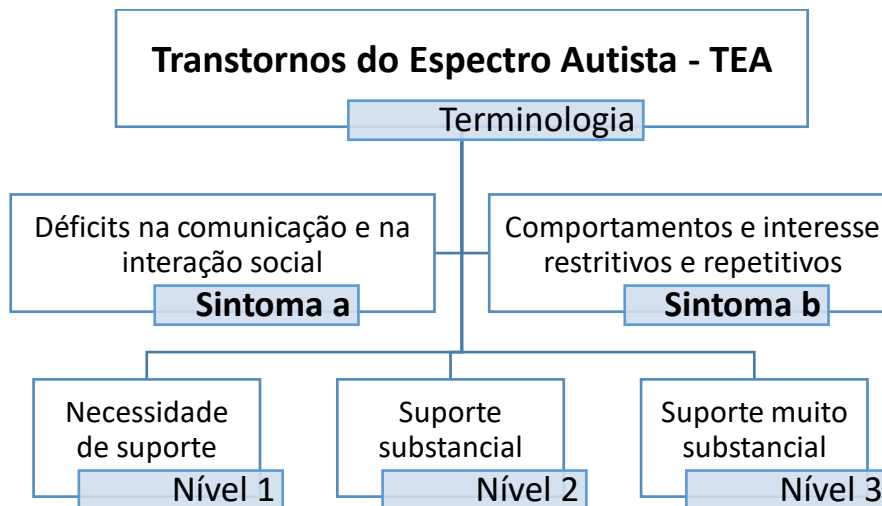 Transtornos do Espectro Autista - TEA
Terminologia
Déficits na comunicação e na
interação social
Sintoma a
Comportamentos e interesse
restritivos e repetitivos
Sintoma b
Necessidade
de suporte
Nível 1
Suporte
substancial
Nível 2
Suporte muito
substancial
Nível 3